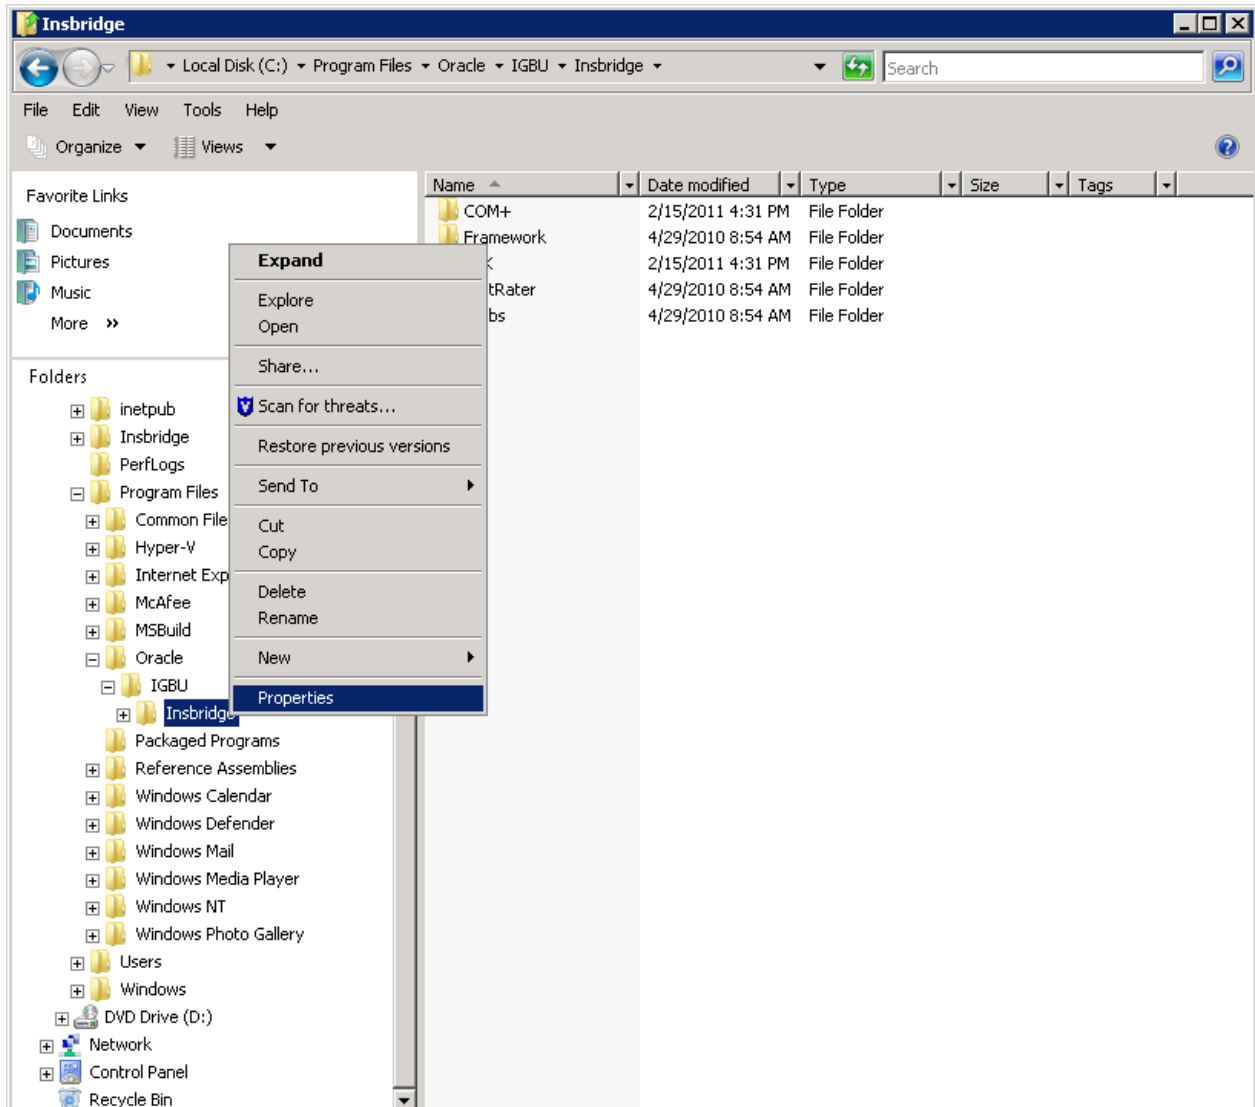 Insbridge
Local Disk (C:) Program Files Oracle IGBU Insbridge
Search
File Edit View Tools Help
Organize Views
Favorite Links
Documents
Pictures
Music
More »
Folders
inetpub
Insbridge
PerfLogs
Program Files
Common File
Hyper-V
Internet Exp
McAfee
MSBuild
Oracle
IGBU
Insbridge
Packaged Programs
Reference Assemblies
Windows Calendar
Windows Defender
Windows Mail
Windows Media Player
Windows NT
Windows Photo Gallery
Users
Windows
DVD Drive (D:)
Network
Control Panel
Recycle Bin
Expand
Explore
Open
Share...
Scan for threats...
Restore previous versions
Send To
Cut
Copy
Delete
Rename
New
Properties
Name Date modified Type Size Tags
COM+ 2/15/2011 4:31 PM File Folder
Framework 4/29/2010 8:54 AM File Folder
2/15/2011 4:31 PM File Folder
tRater 4/29/2010 8:54 AM File Folder
bs 4/29/2010 8:54 AM File Folder